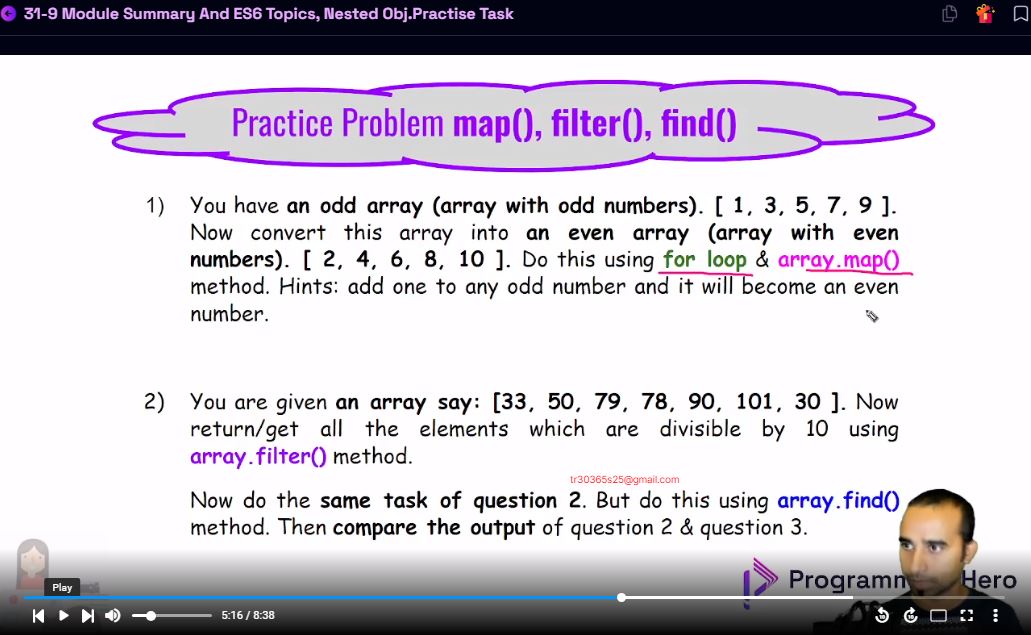 31-9 Module Summary And ES6 Topics, Nested Obj.Practise Task
Practice Problem map(), filter(), find()
1) You have an odd array (array with odd numbers). [ 1, 3, 5, 7, 9 ].
Now convert this array into an even array (array with even
numbers). [ 2, 4, 6, 8, 10 ]. Do this using for loop & array.map()
method. Hints: add one to any odd number and it will become an even
number.
2) You are given an array say: [33, 50, 79, 78, 90, 101, 30 ]. Now
return/get all the elements which are divisible by 10 using
array.filter() method.
tr30365s25@gmail.com
Now do the same task of question 2. But do this using array.find()
method. Then compare the output of question 2 & question 3.
Play
Hero
5:16 / 8:38